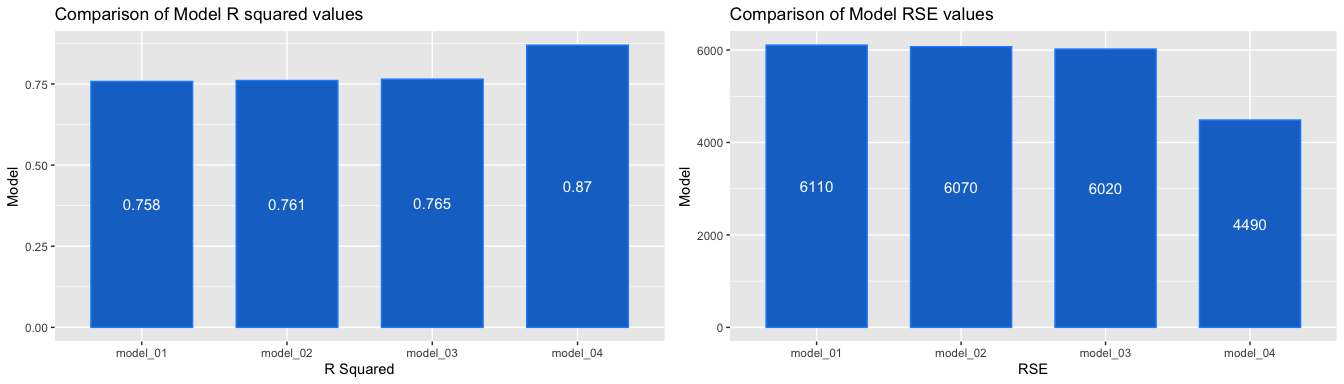 Comparison of Model R squared values
Model
0.75
0.50
0.25
0.00
0.758
0.761
0.765
0.87
model_01
model_02
model_03
model_04
R Squared
Comparison of Model RSE values
Model
6000
4000
2000
0
6110
6070
6020
4490
model_01
model_02
model_03
model_04
RSE